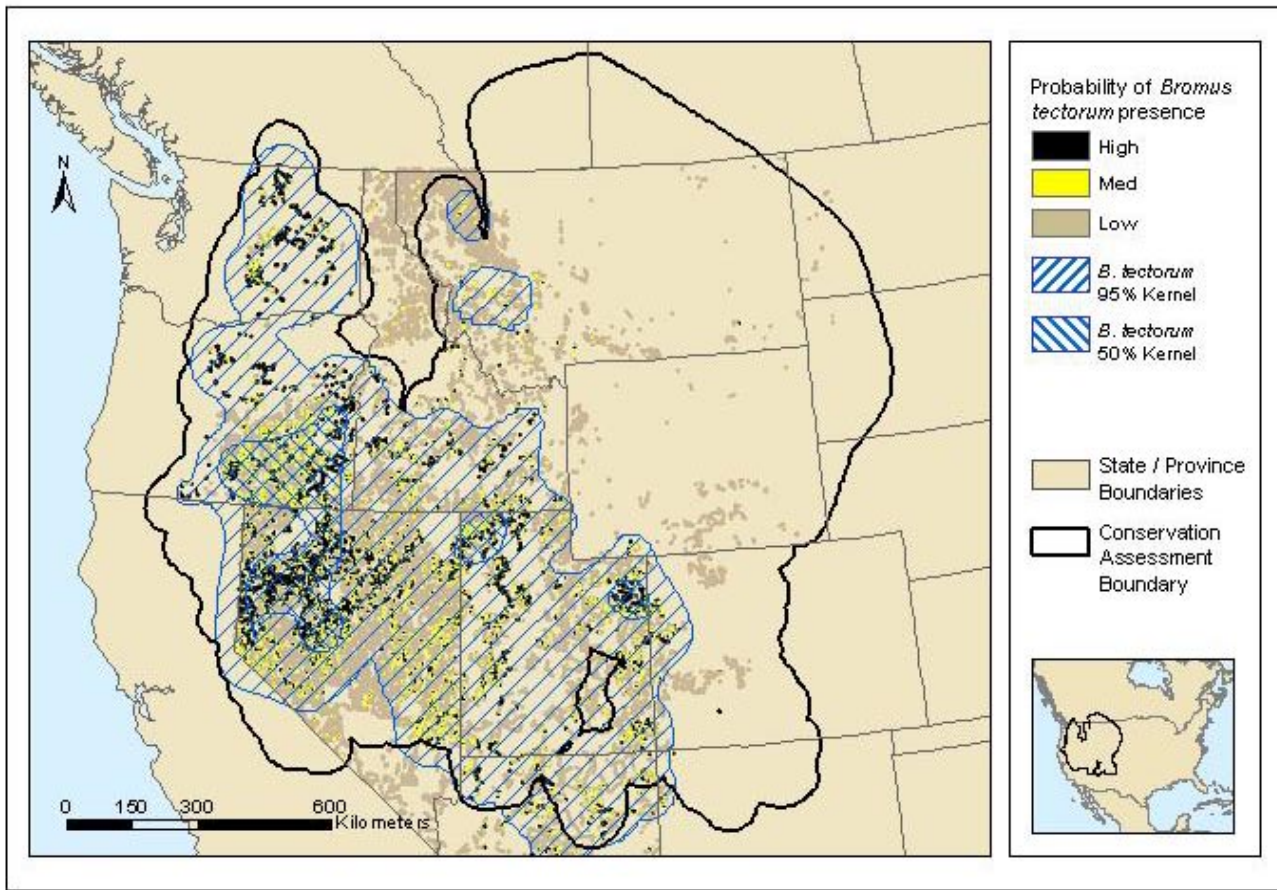 N
0 150 300 600
Kilometers
Probability of Bromus
tectorum presence
High
Med
Low
B. tectorum
95% Kernel
B. tectorum
50% Kernel
State / Province
Boundaries
Conservation
Assessment
Boundary